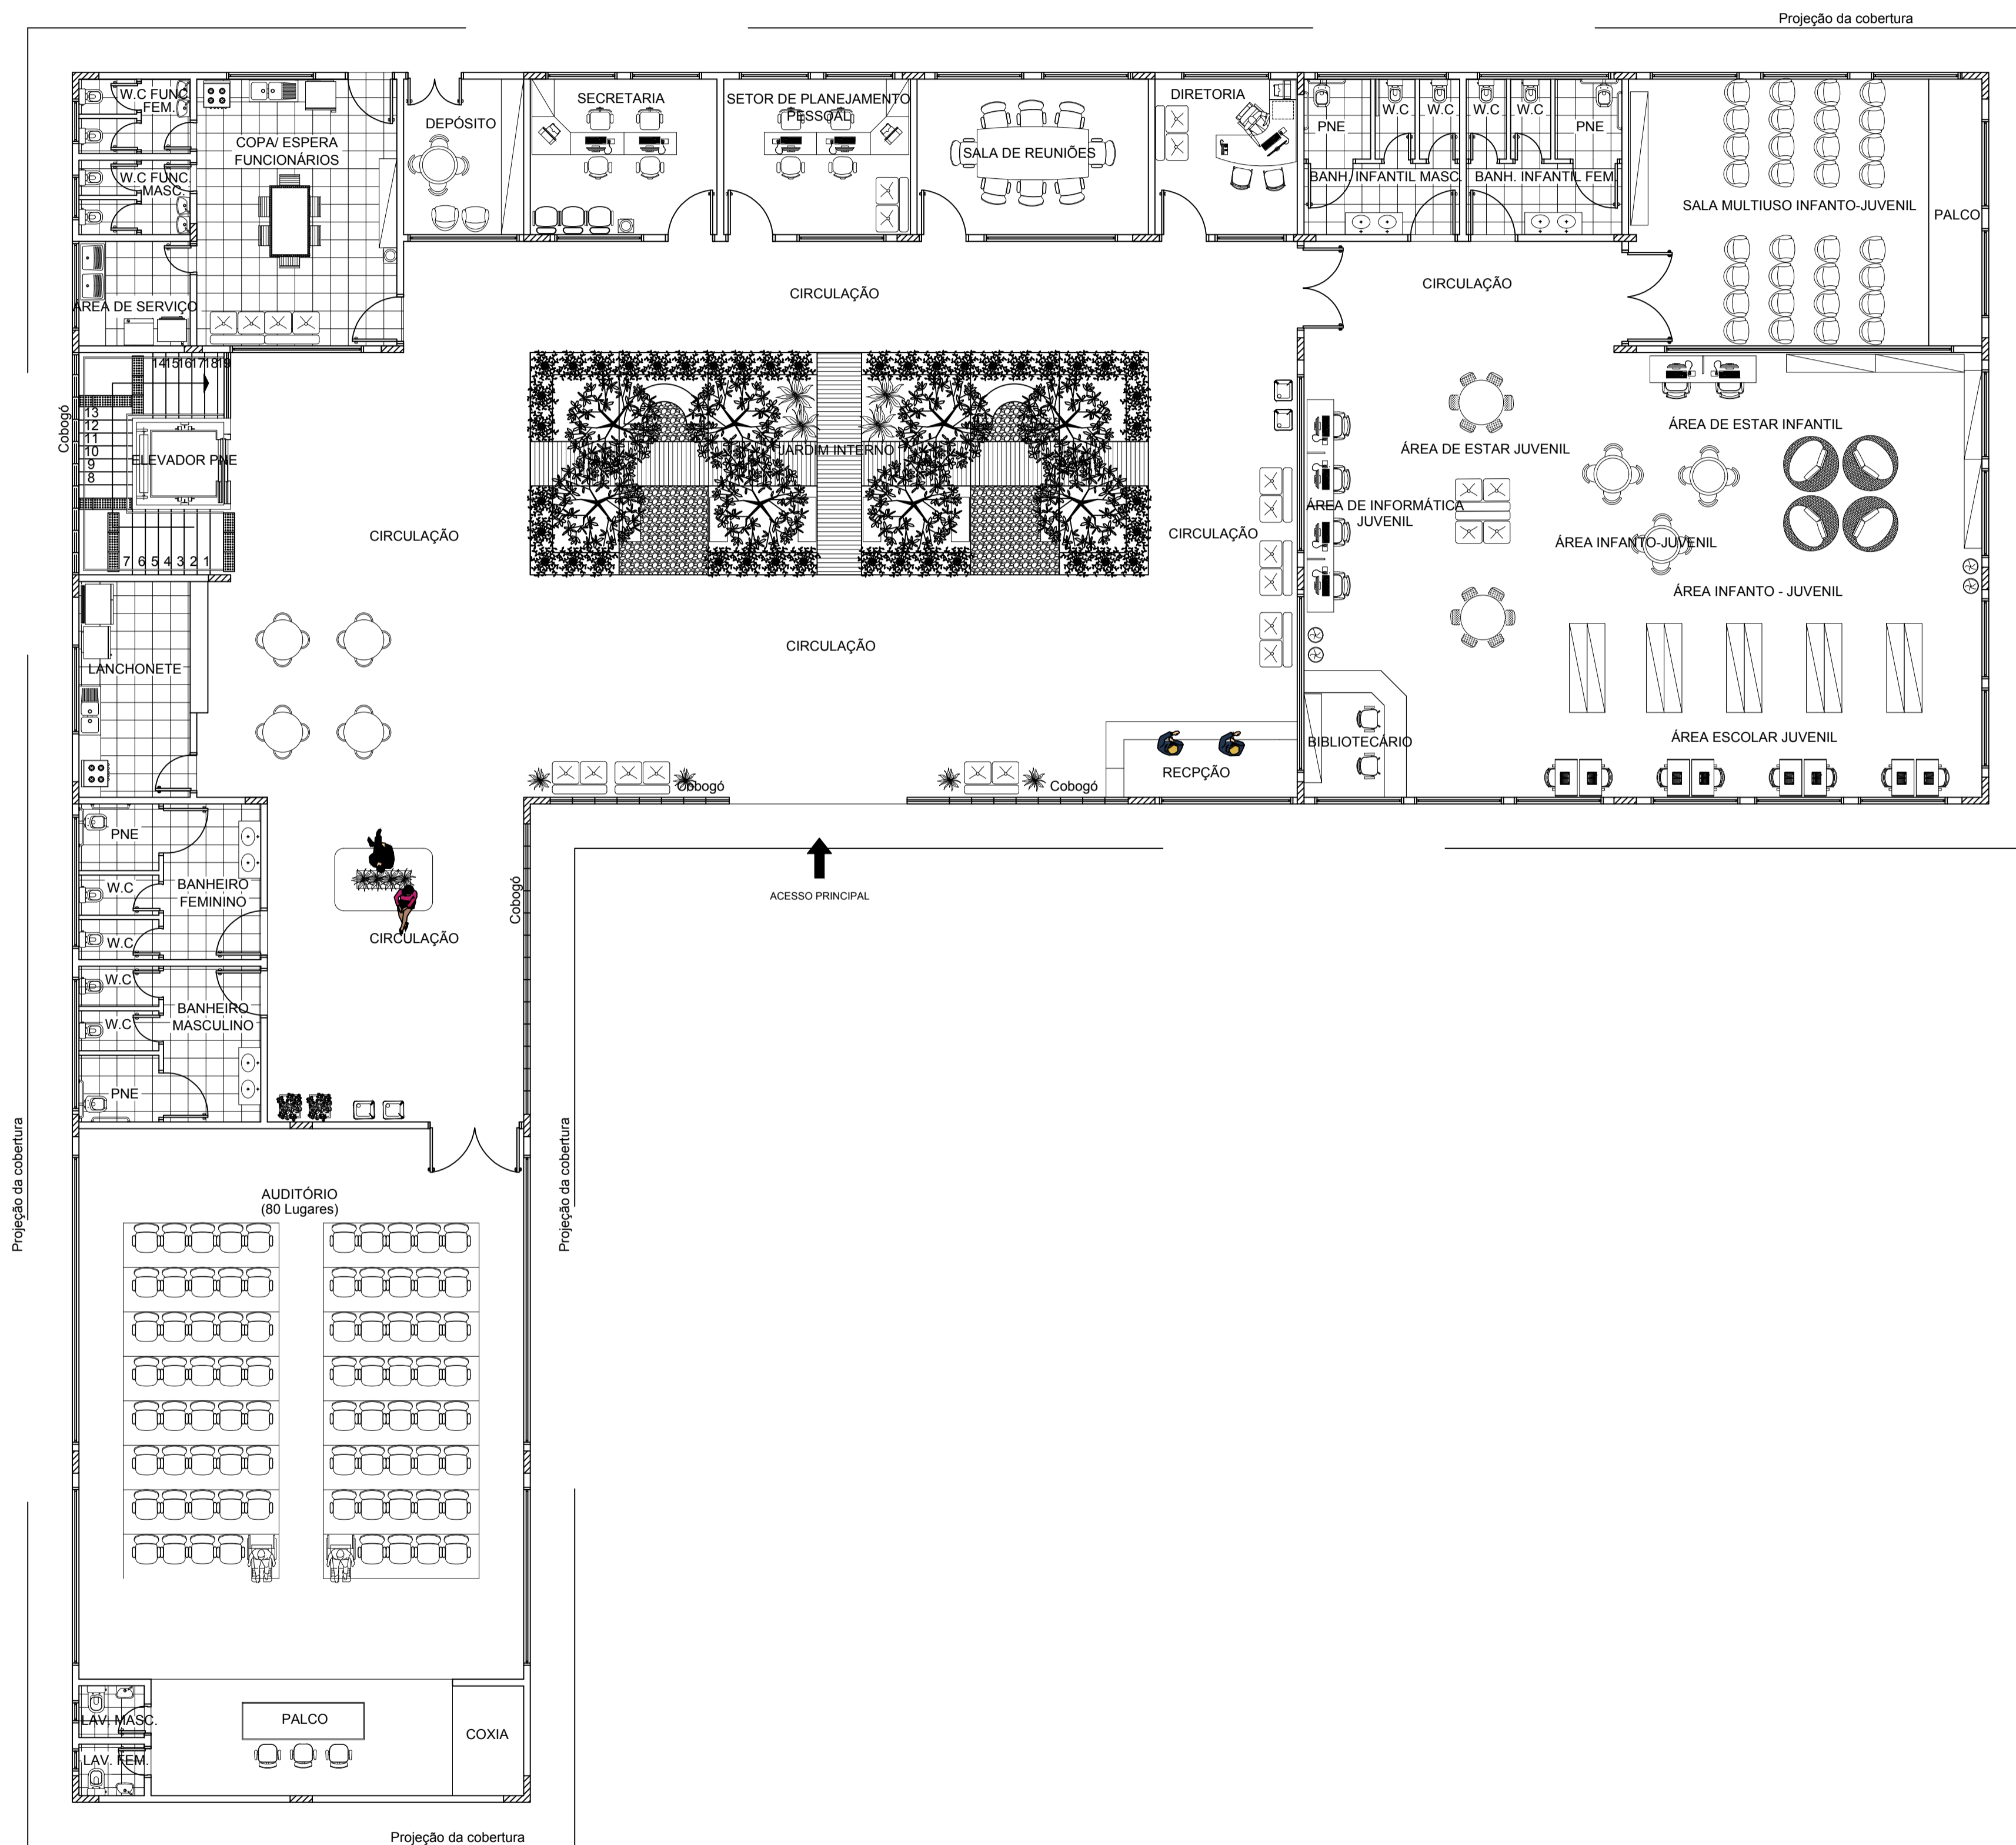 Projeção da cobertura
W.C FUNC.
FEM.
COPA/ ESPERA
FUNCIONÁRIOS
W.C FUNC.
MASC.
ÁREA DE SERVIÇO
DEPÓSITO
SECRETARIA
SETOR DE PLANEJAMENTO
PESSOAL
SALA DE REUNIÕES
DIRETORIA
PNE
W.C
W.C
W.C
W.C
PNE
BANH. INFANTIL MASC.
BANH. INFANTIL FEM.
SALA MULTIUSO INFANTO-JUVENIL
PALCO
CIRCULAÇÃO
CIRCULAÇÃO
14 15 16 17 18 19
13
12
11
10
9
8
7 6 5 4 3 2 1
Cobogó
ELEVADOR PNE
CIRCULAÇÃO
JARDIM INTERNO
CIRCULAÇÃO
CIRCULAÇÃO
ÁREA DE ESTAR JUVENIL
ÁREA DE ESTAR INFANTIL
ÁREA DE INFORMÁTICA
JUVENIL
ÁREA INFANTO-JUVENIL
ÁREA INFANTO - JUVENIL
ÁREA ESCOLAR JUVENIL
BIBLIOTECÁRIO
RECPÇÃO
LANCHONETE
Cobogó
Cobogó
ACESSO PRINCIPAL
PNE
W.C
W.C
BANHEIRO
FEMININO
CIRCULAÇÃO
Cobogó
W.C
W.C
BANHEIRO
MASCULINO
PNE
Projeção da cobertura
Projeção da cobertura
AUDITÓRIO
(80 Lugares)
LAV. MASC.
LAV. FEM.
PALCO
COXIA
Projeção da cobertura